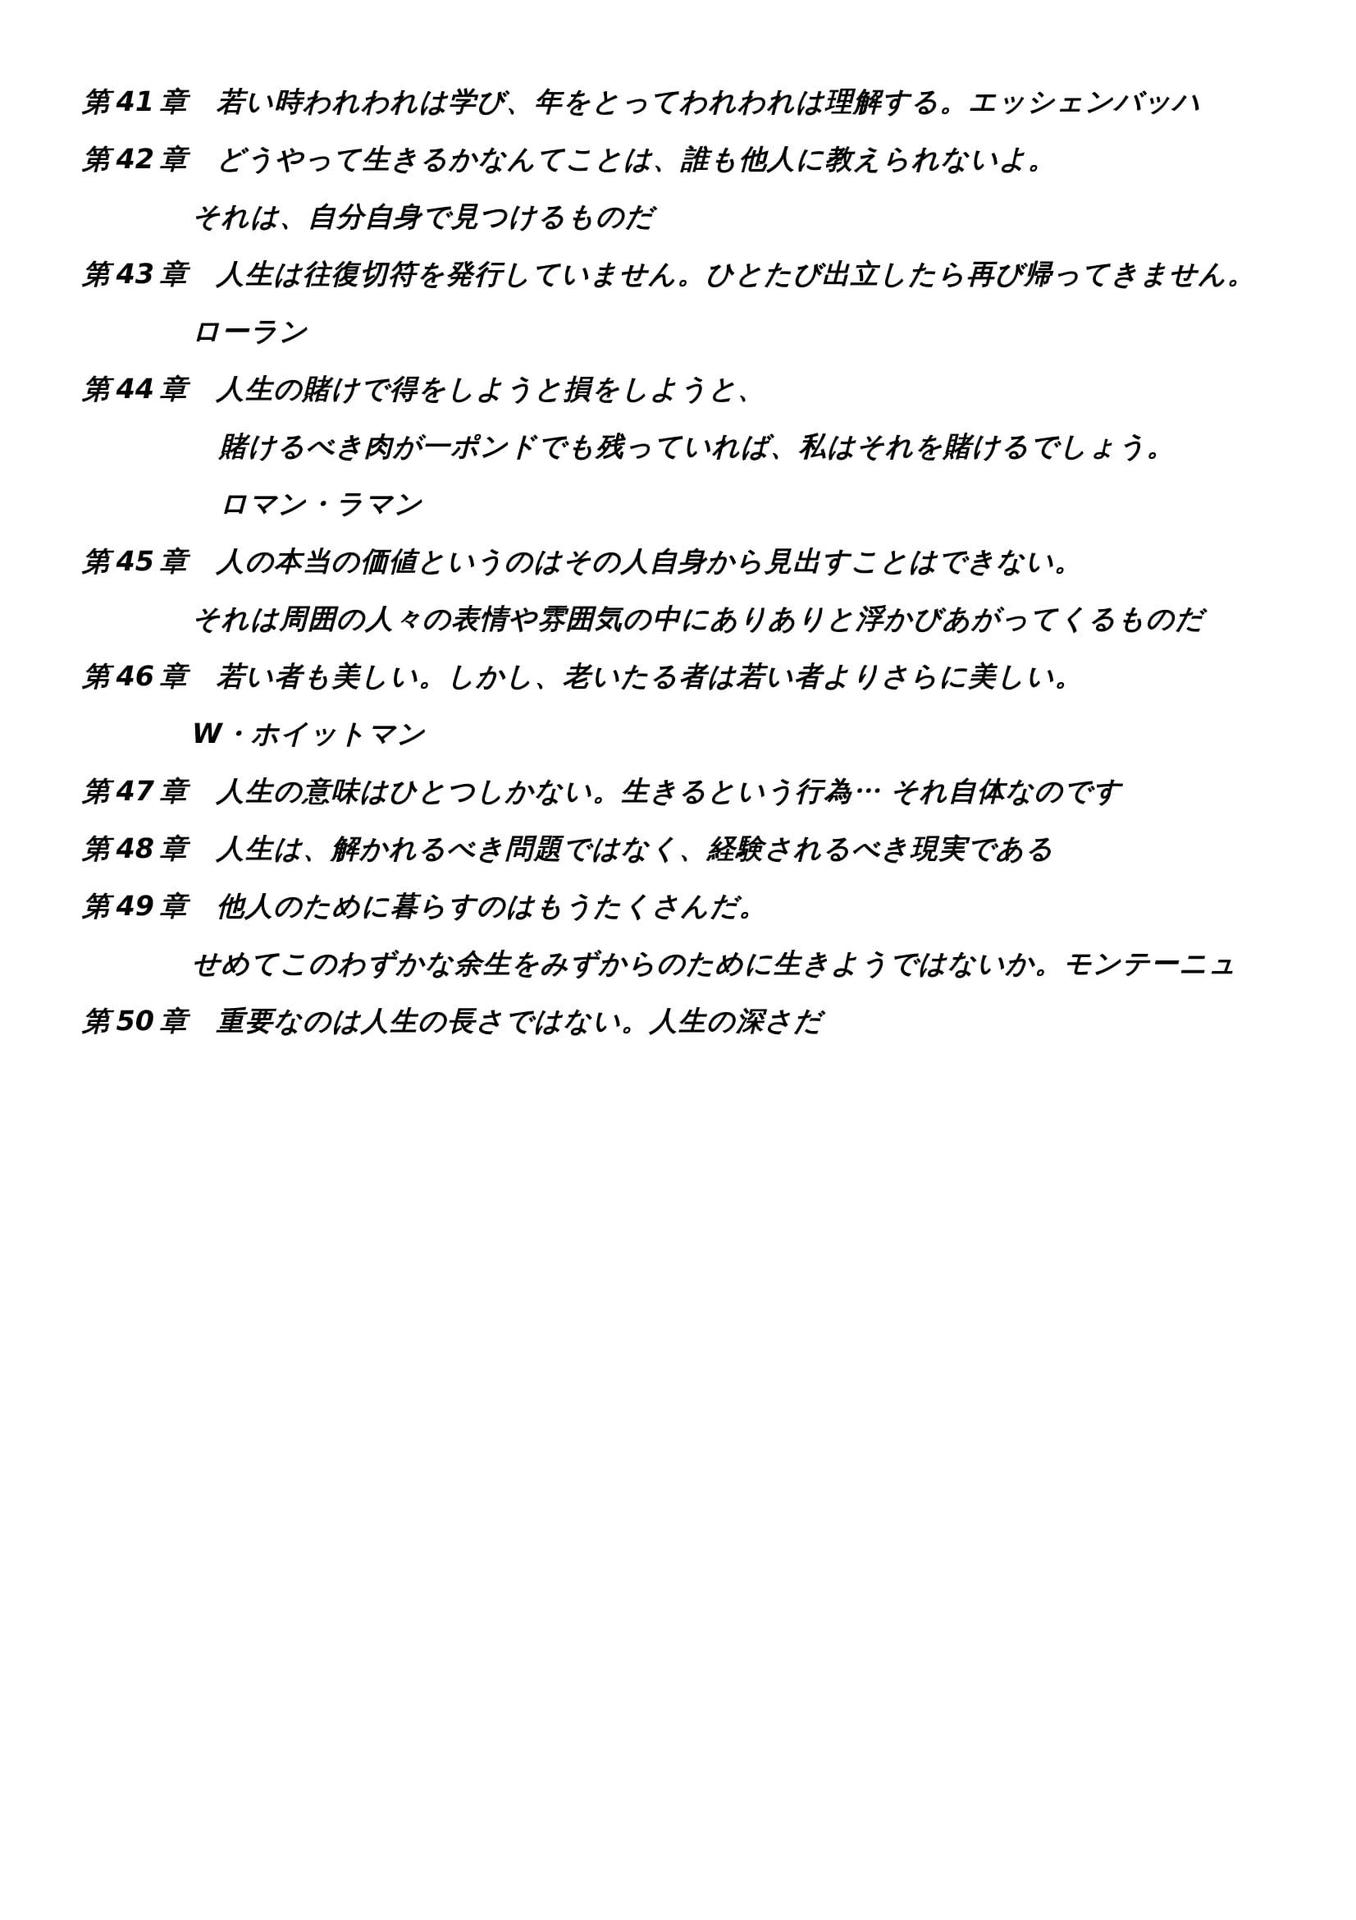 第41章　若い時われわれは学び、年をとってわれわれは理解する。エッシェンバッハ
第42章　どうやって生きるかなんてことは、誰も他人に教えられないよ。
それは、自分自身で見つけるものだ
第43章　人生は往復切符を発行していません。ひとたび出立したら再び帰ってきません。
ローラン
第44章　人生の賭けで得をしようと損をしようと、
賭けるべき肉が一ポンドでも残っていれば、私はそれを賭けるでしょう。
ロマン・ラマン
第45章　人の本当の価値というのはその人自身から見出すことはできない。
それは周囲の人々の表情や雰囲気の中にありありと浮かびあがってくるものだ
第46章　若い者も美しい。しかし、老いたる者は若い者よりさらに美しい。
W・ホイットマン
第47章　人生の意味はひとつしかない。生きるという行為… それ自体なのです
第48章　人生は、解かれるべき問題ではなく、経験されるべき現実である
第49章　他人のために暮らすのはもうたくさんだ。
せめてこのわずかな余生をみずからのために生きようではないか。モンテーニュ
第50章　重要なのは人生の長さではない。人生の深さだ